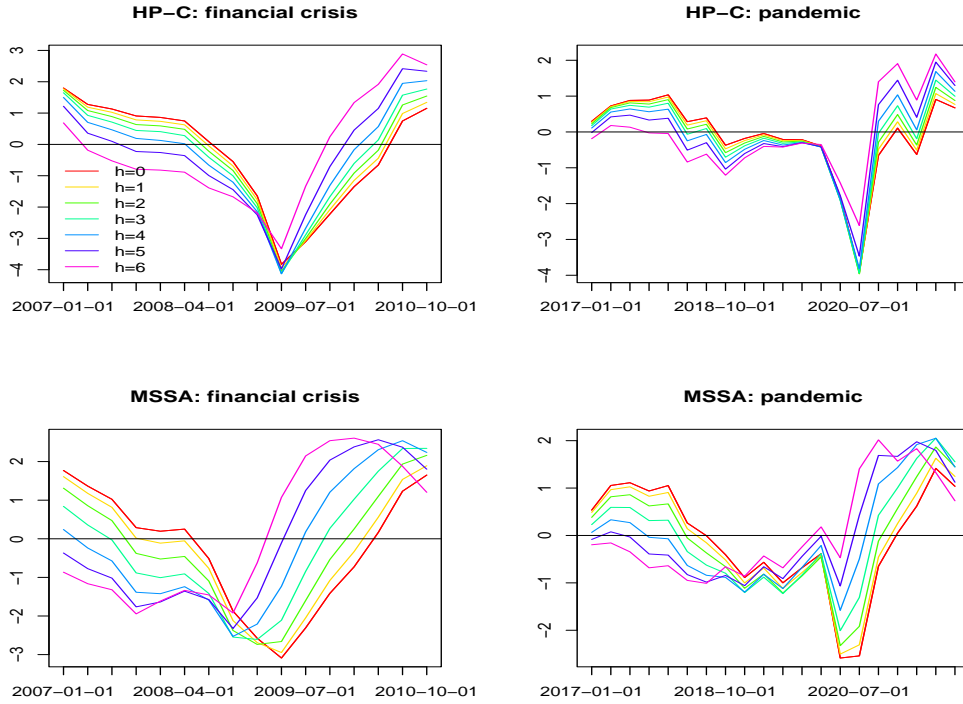 HP−C: financial crisis
3
2
1
0
−1
−2
−3
−4
h=0
h=1
h=2
h=3
h=4
h=5
h=6
2007−01−01 2008−04−01 2009−07−01 2010−10−01
HP−C: pandemic
2
1
0
−1
−2
−3
−4
2017−01−01 2018−10−01 2020−07−01
MSSA: financial crisis
2
1
0
−1
−2
−3
2007−01−01 2008−04−01 2009−07−01 2010−10−01
MSSA: pandemic
2
1
0
−1
−2
2017−01−01 2018−10−01 2020−07−01